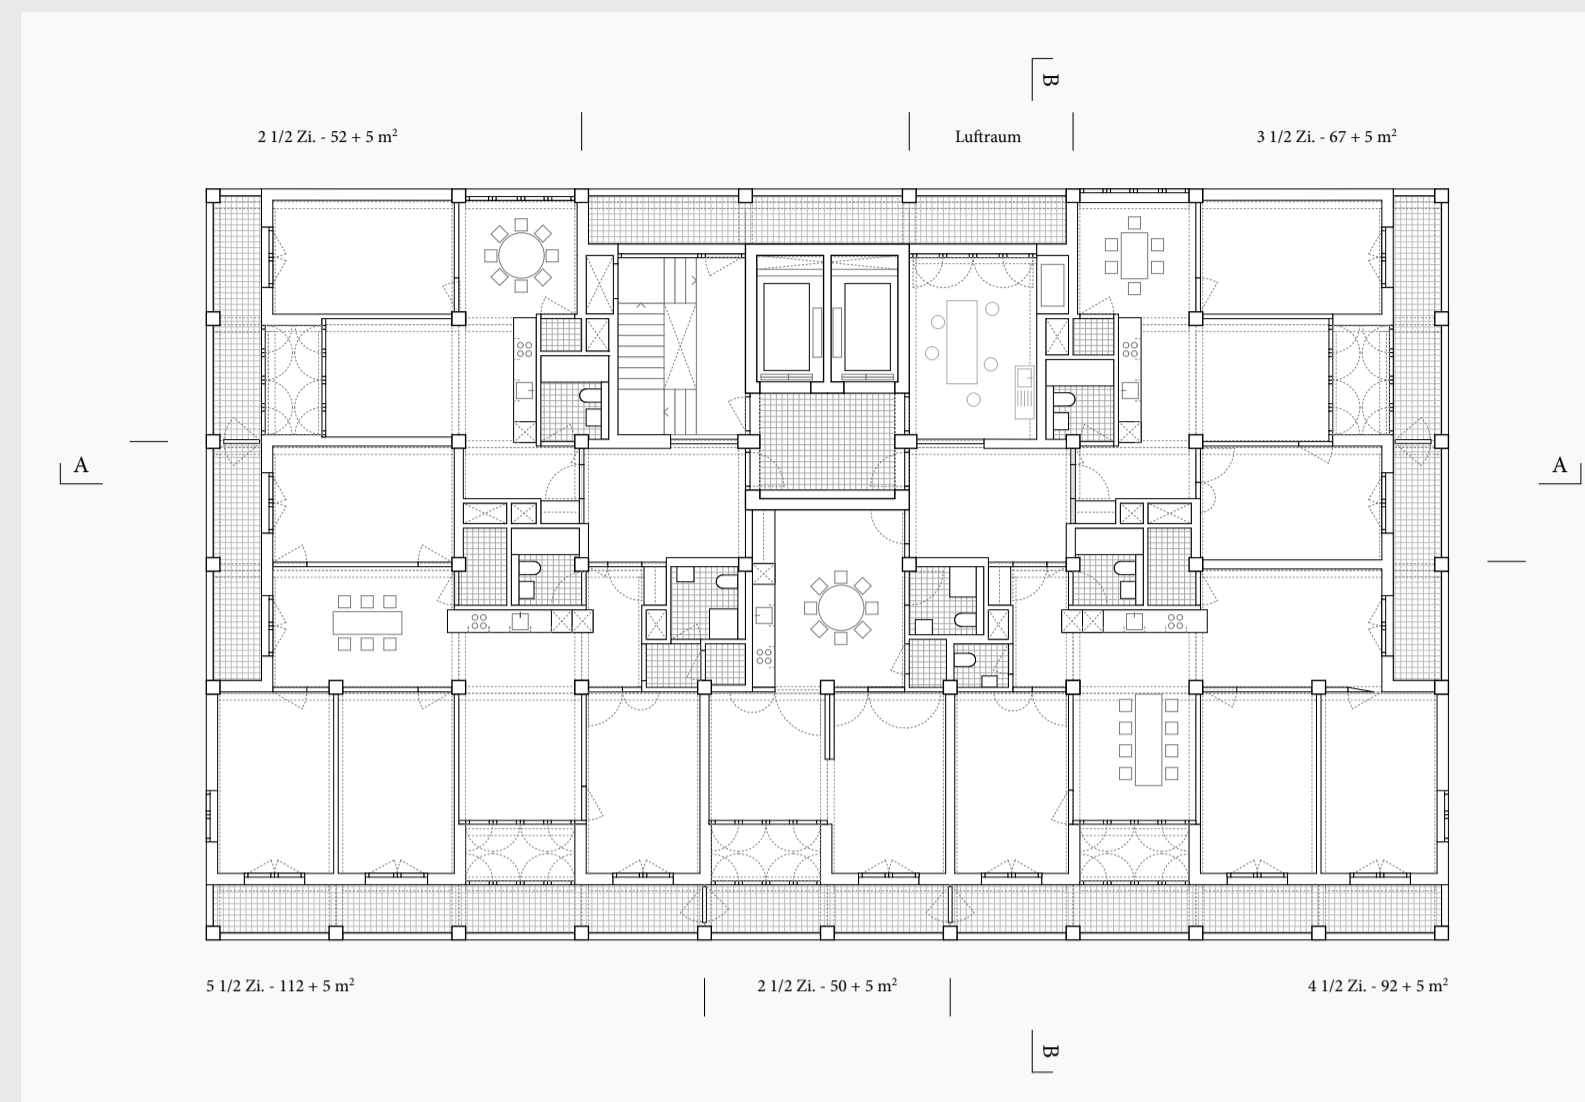 B
2 1/2 Zi. - 52 + 5 m²
Luftraum
3 1/2 Zi. - 67 + 5 m²
A
A
5 1/2 Zi. - 112 + 5 m²
2 1/2 Zi. - 50 + 5 m²
4 1/2 Zi. - 92 + 5 m²
B